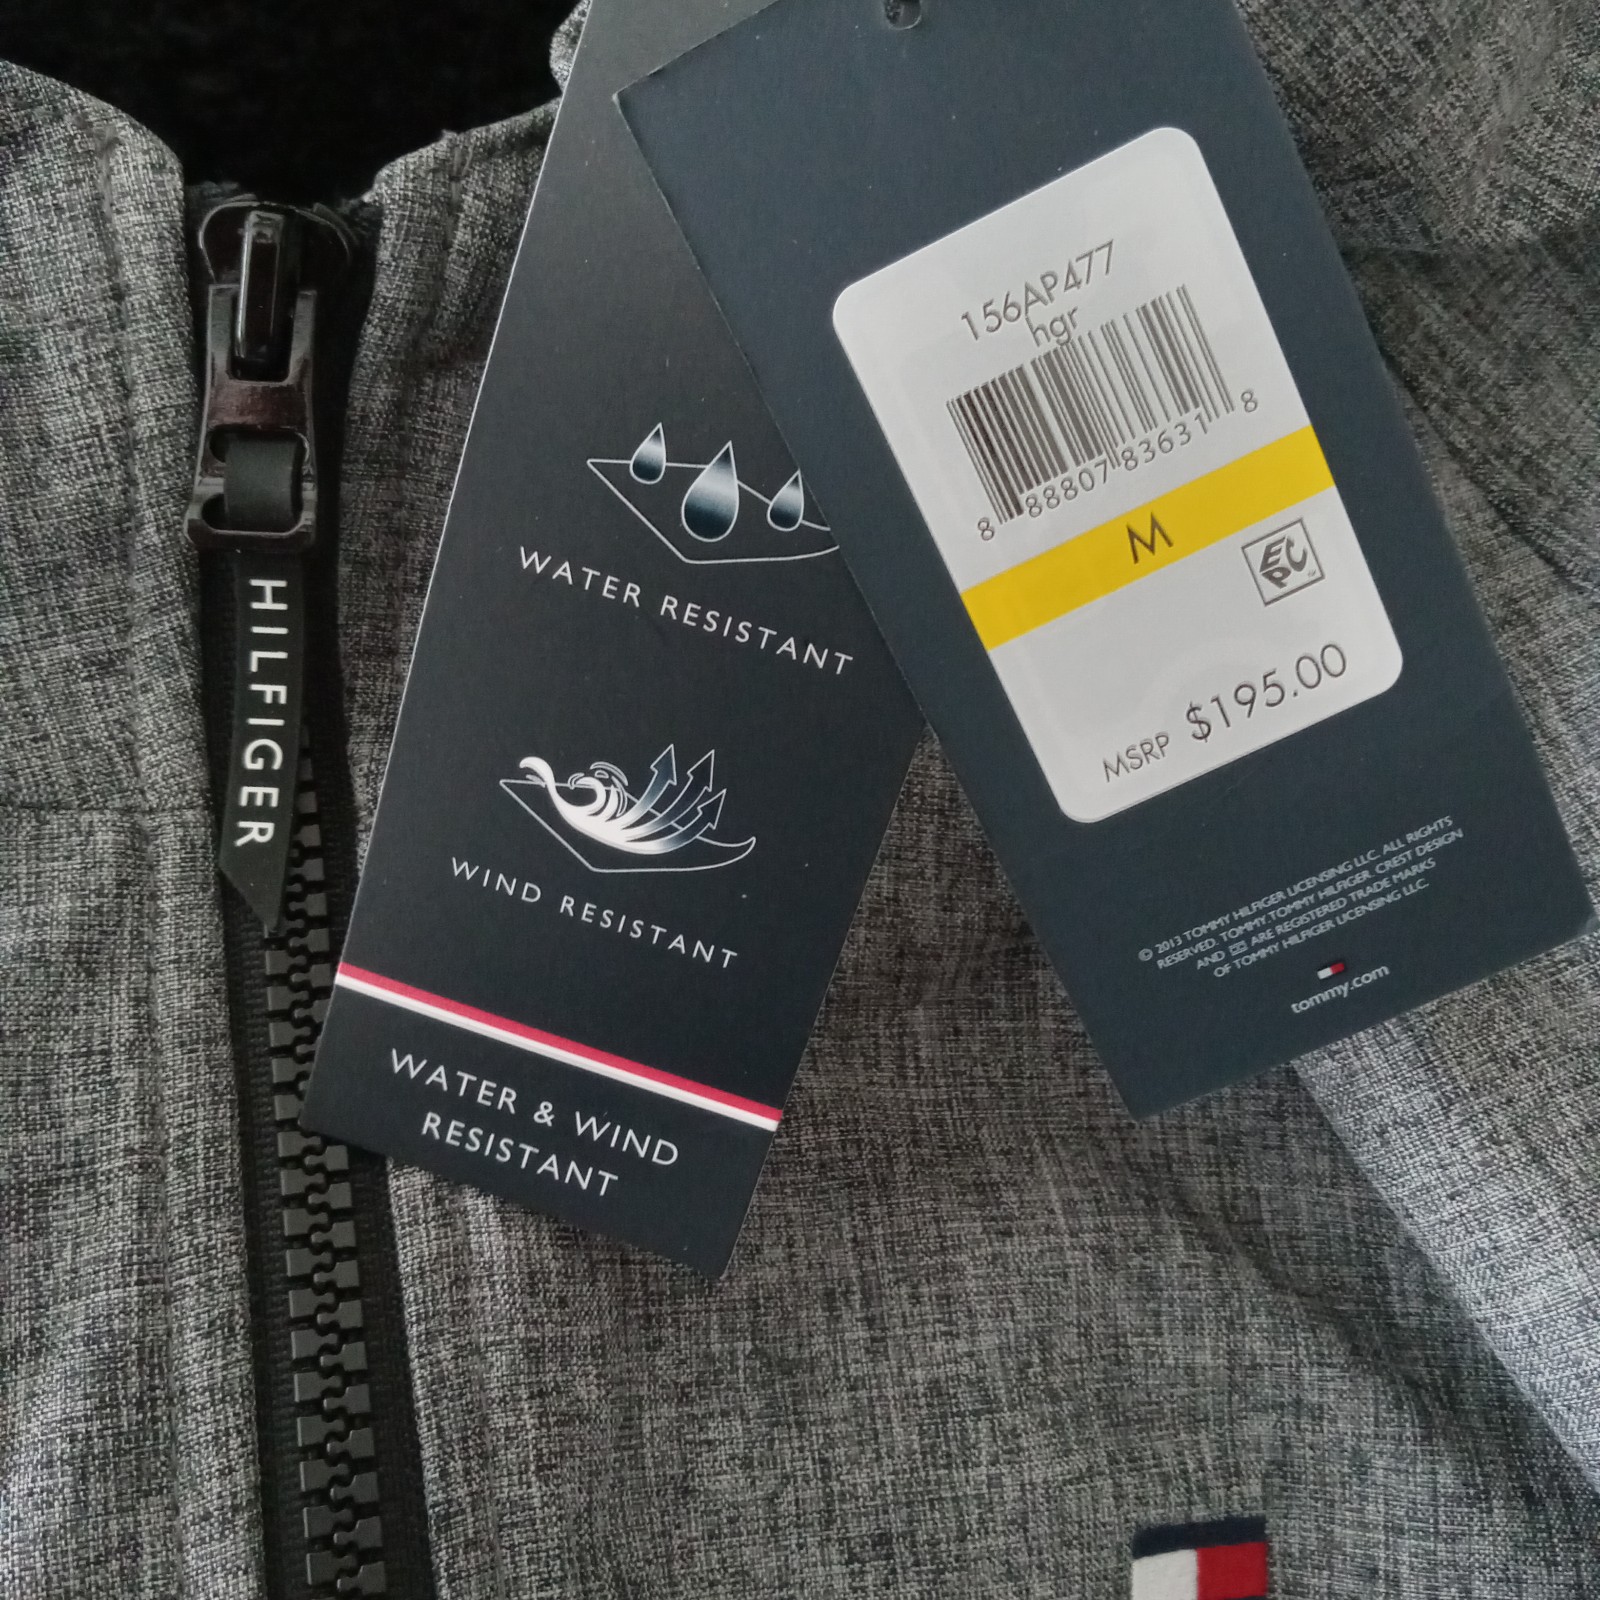 HILFIGER
WATER RESISTANT
WIND RESISTANT
WATER & WIND
RESISTANT
156AP477
hgr
8 88807 83631 8
M
EPC
MSRP $195.00
© 2013 TOMMY HILFIGER LICENSING LLC. ALL RIGHTS
RESERVED. TOMMY, TOMMY HILFIGER, CREST DESIGN
AND ARE REGISTERED TRADE MARKS
OF TOMMY HILFIGER LICENSING LLC.
tommy.com